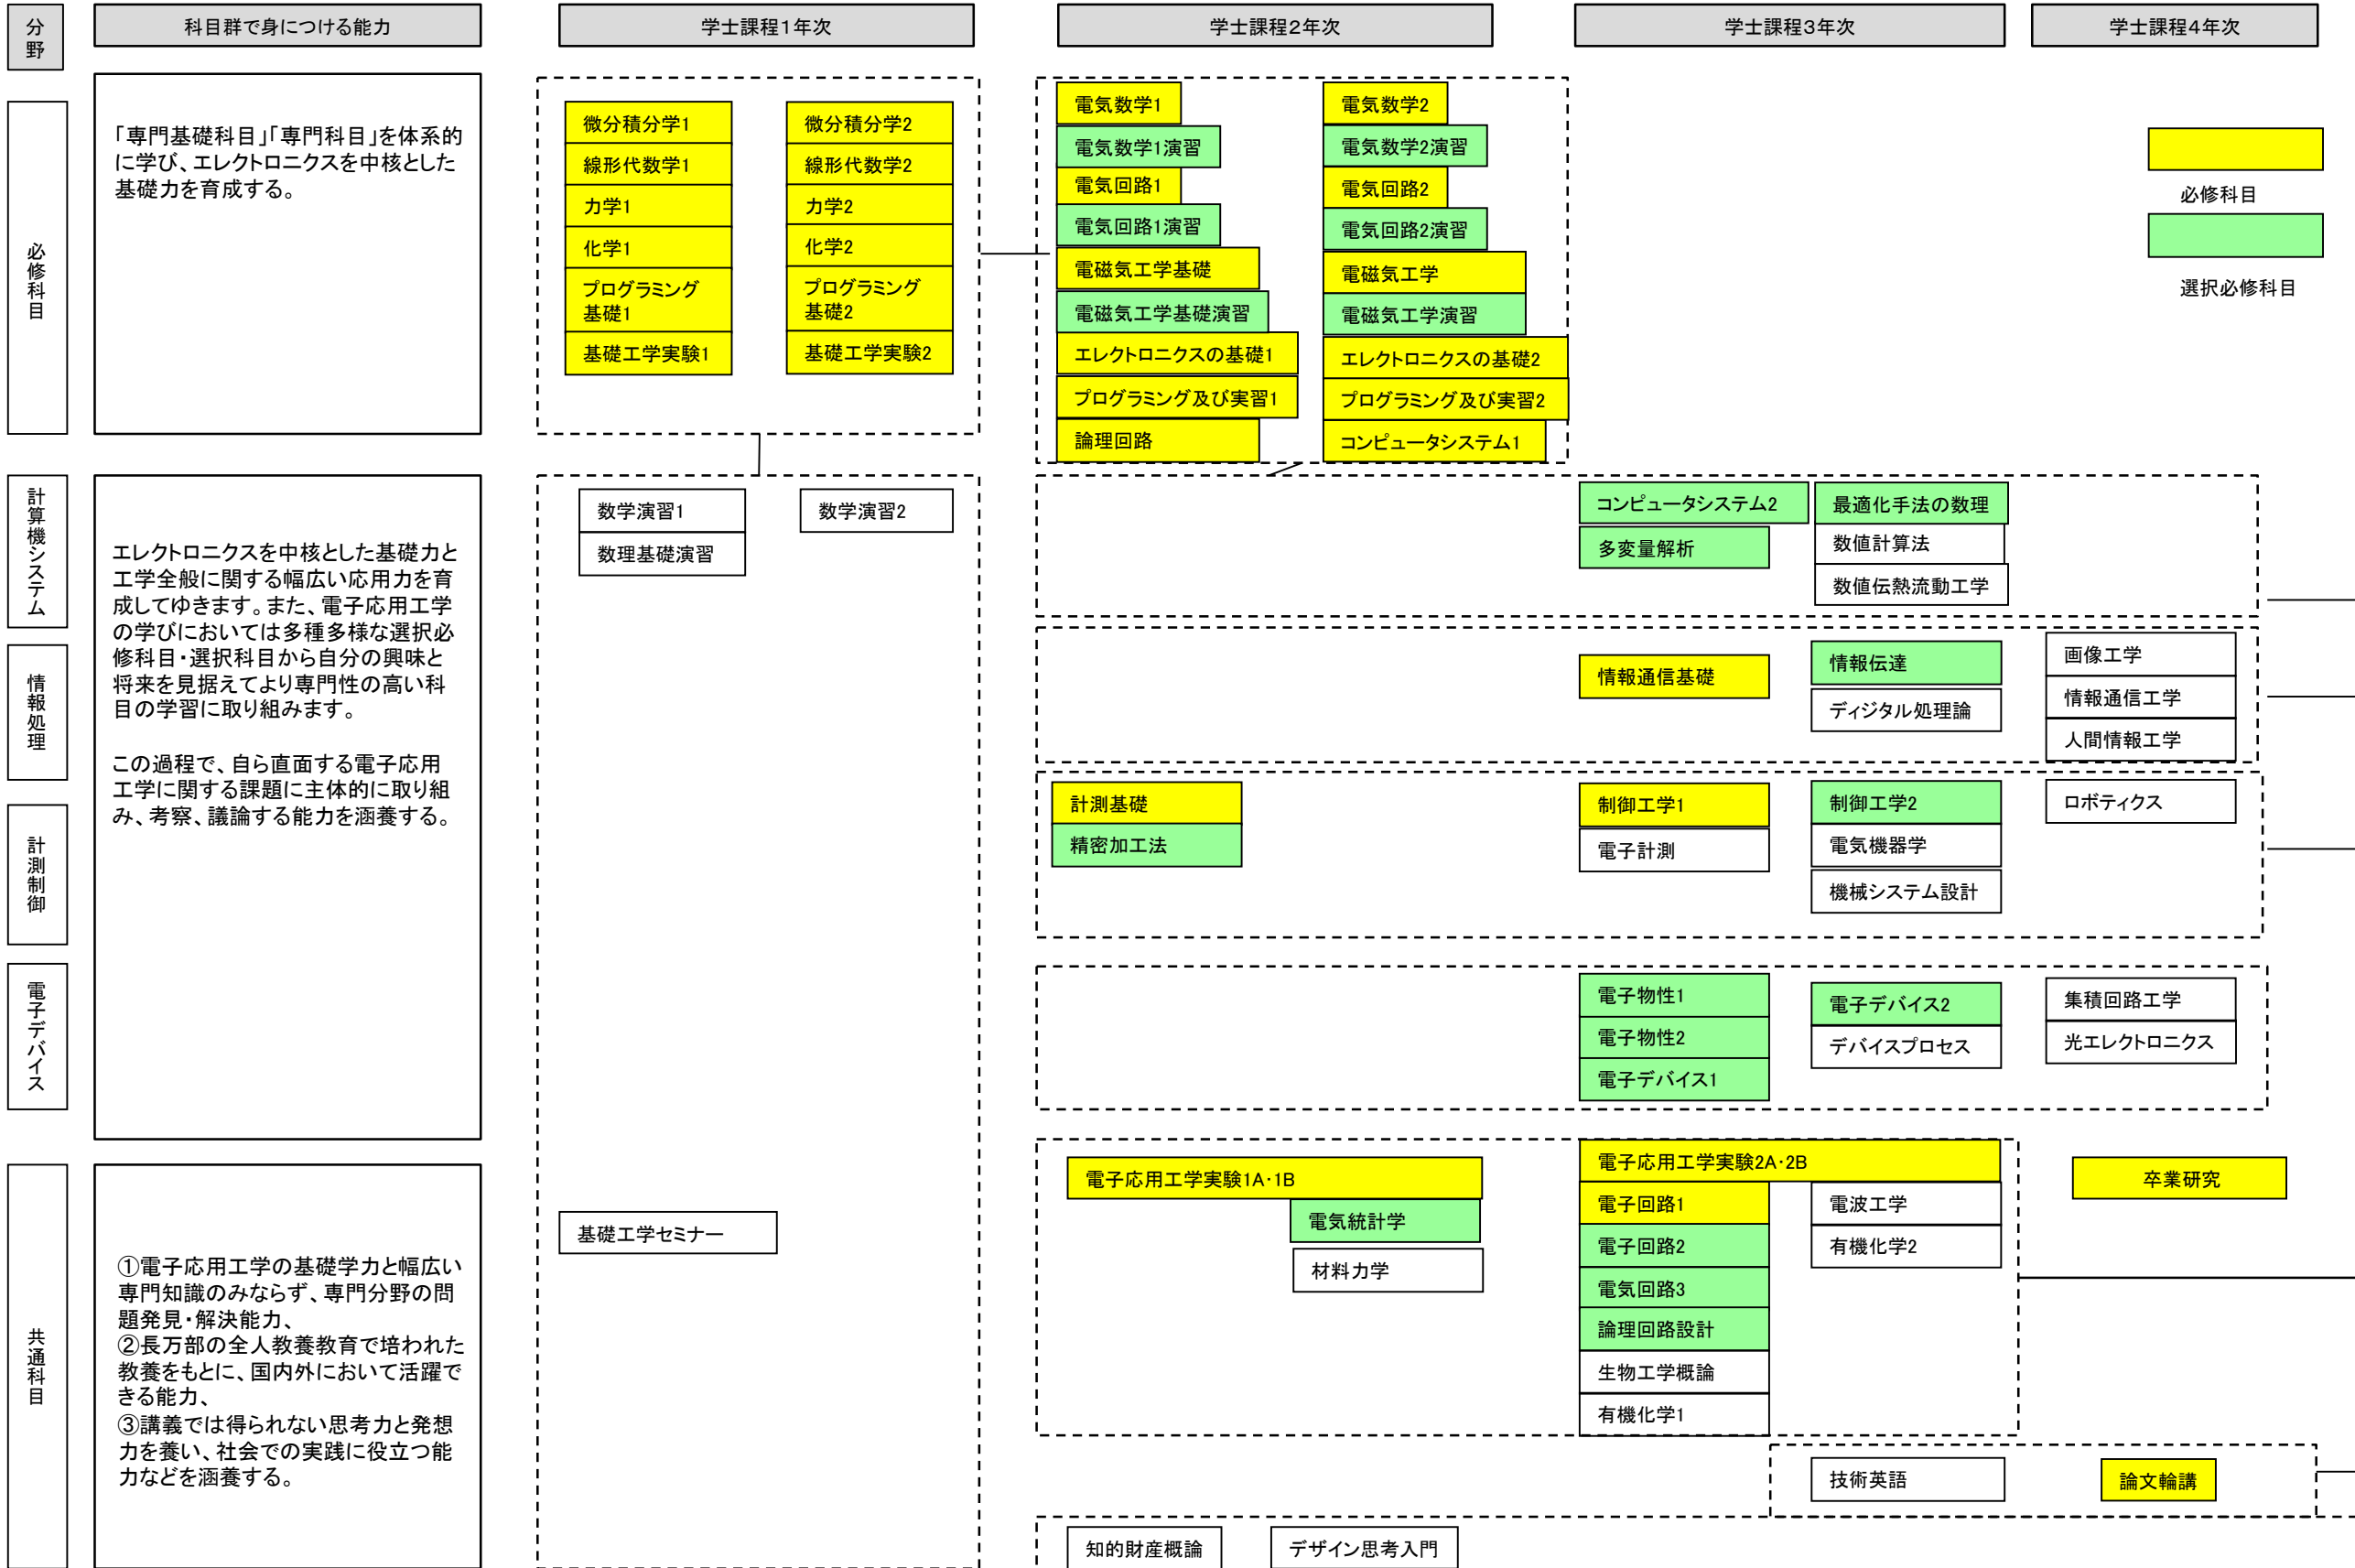 分野
科目群で身につける能力
学士課程1年次
学士課程2年次
学士課程3年次
学士課程4年次
必修科目
「専門基礎科目」「専門科目」を体系的
に学び、エレクトロニクスを中核とした
基礎力を育成する。
微分積分学1
線形代数学1
力学1
化学1
プログラミング
基礎1
基礎工学実験1
微分積分学2
線形代数学2
力学2
化学2
プログラミング
基礎2
基礎工学実験2
電気数学1
電気数学1演習
電気回路1
電気回路1演習
電磁気工学基礎
電磁気工学基礎演習
エレクトロニクスの基礎1
プログラミング及び実習1
論理回路
電気数学2
電気数学2演習
電気回路2
電気回路2演習
電磁気工学
電磁気工学演習
エレクトロニクスの基礎2
プログラミング及び実習2
コンピュータシステム1
必修科目
選択必修科目
計算機システム
情報処理
計測制御
電子デバイス
エレクトロニクスを中核とした基礎力と
工学全般に関する幅広い応用力を育
成してゆきます。また、電子応用工学
の学びにおいては多種多様な選択必
修科目・選択科目から自分の興味と
将来を見据えてより専門性の高い科
目の学習に取り組みます。
この過程で、自ら直面する電子応用
工学に関する課題に主体的に取り組
み、考察、議論する能力を涵養する。
数学演習1
数理基礎演習
数学演習2
コンピュータシステム2
多変量解析
最適化手法の数理
数値計算法
数値伝熱流動工学
情報通信基礎
情報伝達
ディジタル処理論
画像工学
情報通信工学
人間情報工学
計測基礎
精密加工法
制御工学1
電子計測
制御工学2
電気機器学
機械システム設計
ロボティクス
電子物性1
電子物性2
電子デバイス1
電子デバイス2
デバイスプロセス
集積回路工学
光エレクトロニクス
共通科目
①電子応用工学の基礎学力と幅広い
専門知識のみならず、専門分野の問
題発見・解決能力、
②長万部の全人教養教育で培われた
教養をもとに、国内外において活躍で
きる能力、
③講義では得られない思考力と発想
力を養い、社会での実践に役立つ能
力などを涵養する。
基礎工学セミナー
電子応用工学実験1A・1B
電気統計学
材料力学
電子応用工学実験2A・2B
電子回路1
電子回路2
電気回路3
論理回路設計
生物工学概論
有機化学1
電波工学
有機化学2
卒業研究
技術英語
論文輪講
知的財産概論
デザイン思考入門